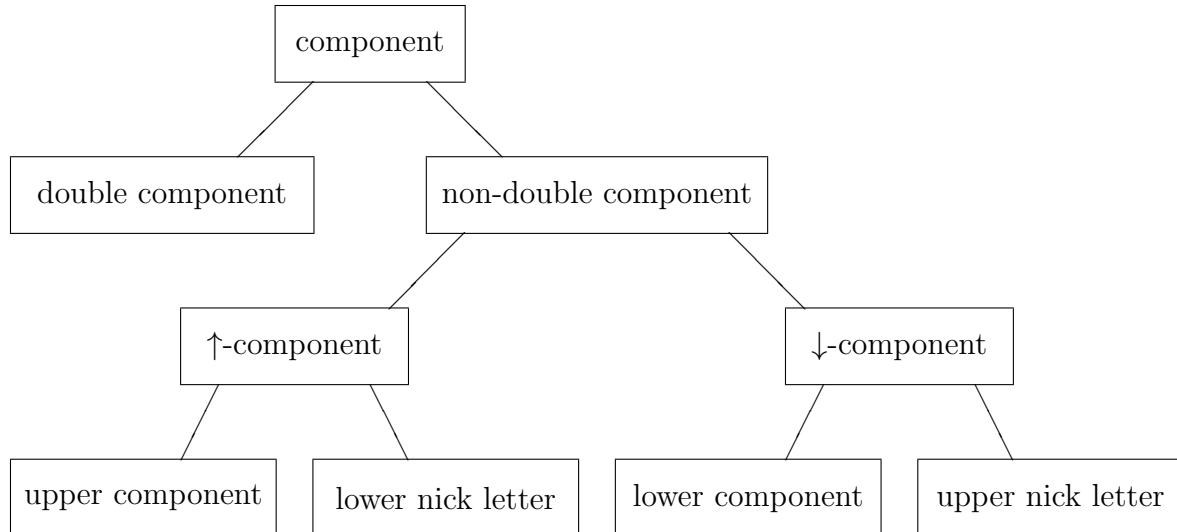 component
double component
non-double component
↑-component
↓-component
upper component
lower nick letter
lower component
upper nick letter